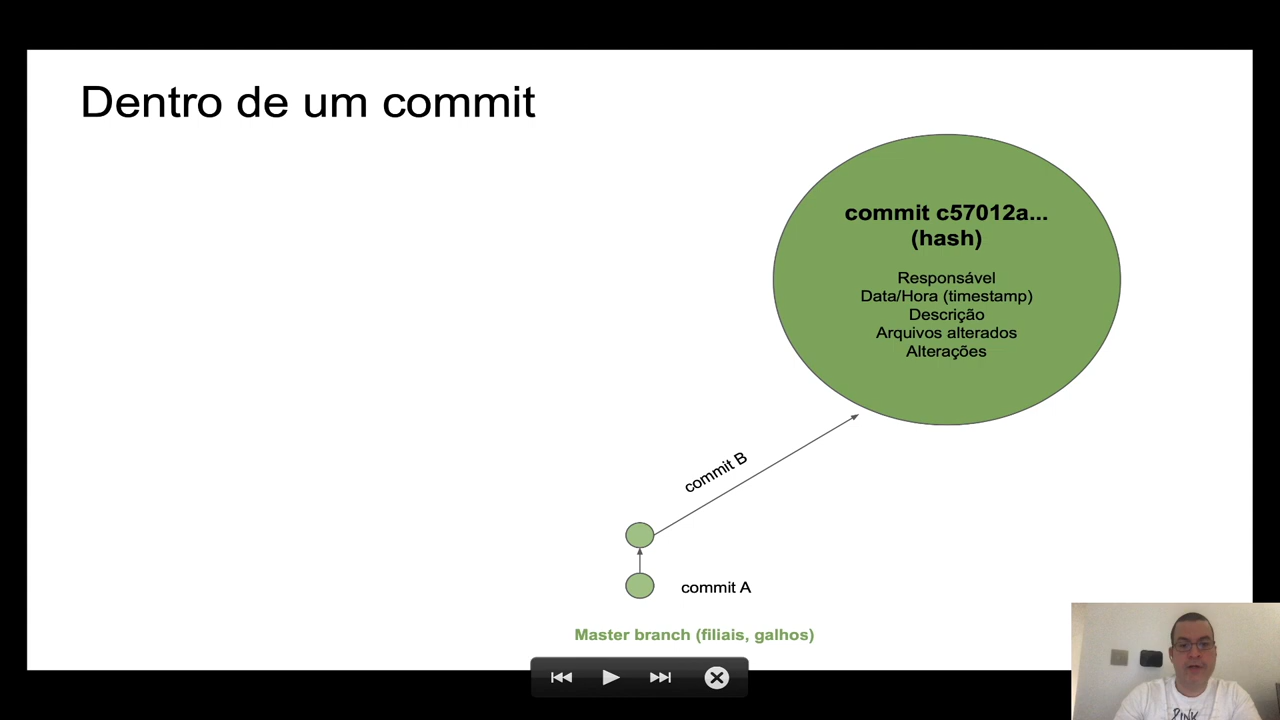 Dentro de um commit
commit c57012a...
(hash)
Responsável
Data/Hora (timestamp)
Descrição
Arquivos alterados
Alterações
commit B
commit A
Master branch (filiais, galhos)
PINK